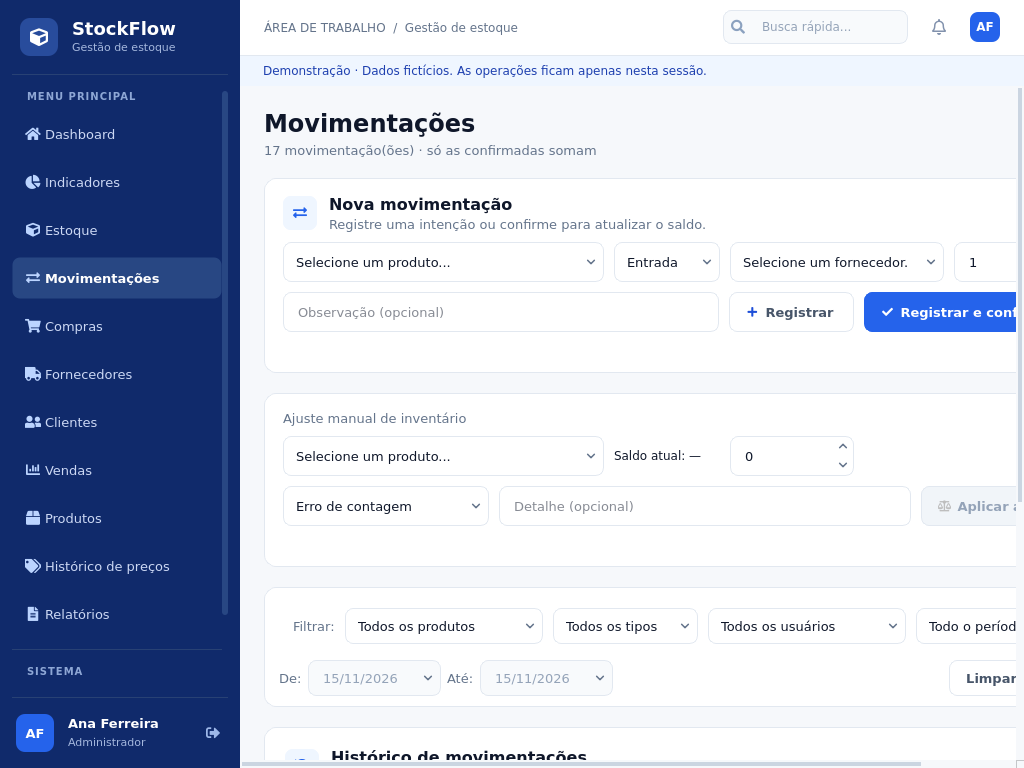 StockFlow
Gestão de estoque
MENU PRINCIPAL
Dashboard
Indicadores
Estoque
Movimentações
Compras
Fornecedores
Clientes
Vendas
Produtos
Histórico de preços
Relatórios
SISTEMA
AF
Ana Ferreira
Administrador
ÁREA DE TRABALHO / Gestão de estoque
Busca rápida...
AF
Demonstração · Dados fictícios. As operações ficam apenas nesta sessão.
Movimentações
17 movimentação(ões) · só as confirmadas somam
Nova movimentação
Registre uma intenção ou confirme para atualizar o saldo.
Selecione um produto... Entrada Selecione um fornecedor. 1
Observação (opcional) Registrar Registrar e conf
Ajuste manual de inventário
Selecione um produto... Saldo atual: — 0
Erro de contagem Detalhe (opcional) Aplicar a
Filtrar: Todos os produtos Todos os tipos Todos os usuários Todo o períod
De: 15/11/2026 Até: 15/11/2026 Limpar
Histórico de movimentações